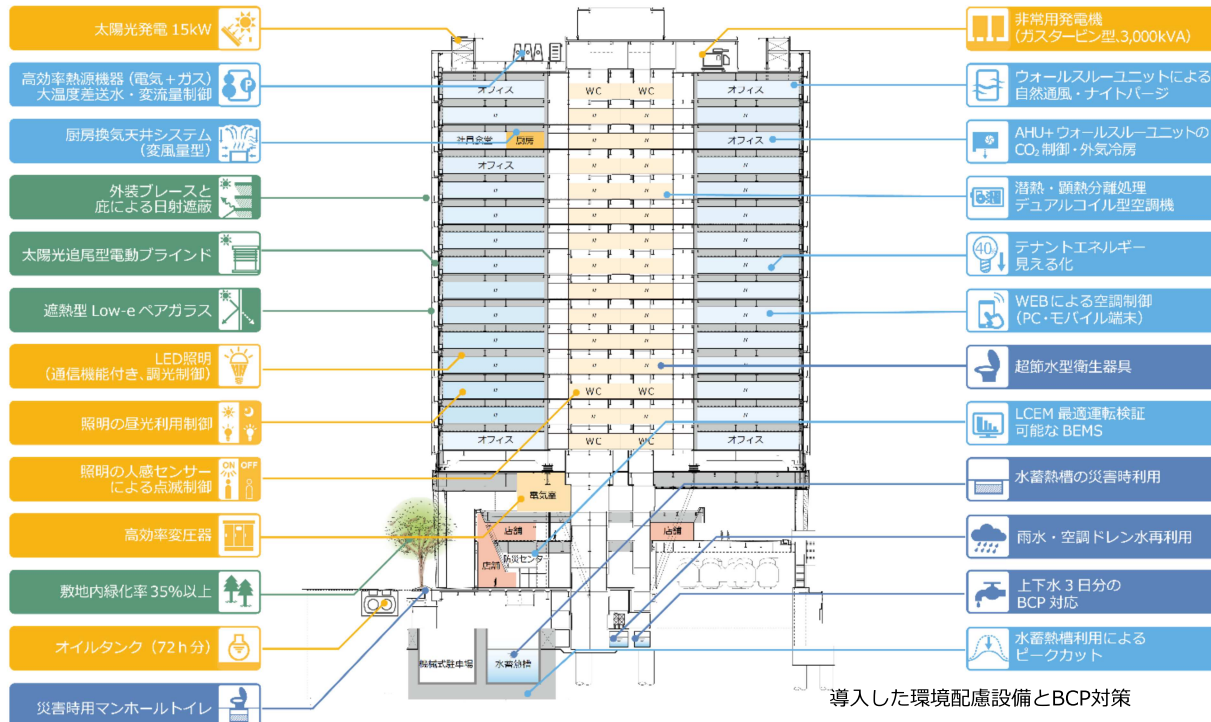 太陽光発電 15kW
高効率熱源機器（電気＋ガス）
大温度差送水・変流量制御
厨房換気天井システム
（変風量型）
外装ブレースと
庇による日射遮蔽
太陽光追尾型電動ブラインド
遮熱型 Low-e ペアガラス
LED照明
（通信機能付き、調光制御）
照明の昼光利用制御
照明の人感センサー
による点滅制御
ON OFF
高効率変圧器
敷地内緑化率 35%以上
オイルタンク（72ｈ分）
災害時用マンホールトイレ
オフィス WC WC オフィス
社員食堂 厨房 オフィス
オフィス
WC WC
オフィス WC WC オフィス
電気室
店舗 店舗
防災センター
店舗
機械式駐車場 水蓄熱槽
非常用発電機
（ガスタービン型、3,000kVA）
ウォールスルーユニットによる
自然通風・ナイトパージ
AHU+ウォールスルーユニットの
CO₂ 制御・外気冷房
潜熱・顕熱分離処理
デュアルコイル型空調機
40
テナントエネルギー
見える化
WEBによる空調制御
（PC・モバイル端末）
超節水型衛生器具
LCEM 最適運転検証
可能な BEMS
水蓄熱槽の災害時利用
雨水・空調ドレン水再利用
上下水 3 日分の
BCP 対応
水蓄熱槽利用による
ピークカット
導入した環境配慮設備とBCP対策